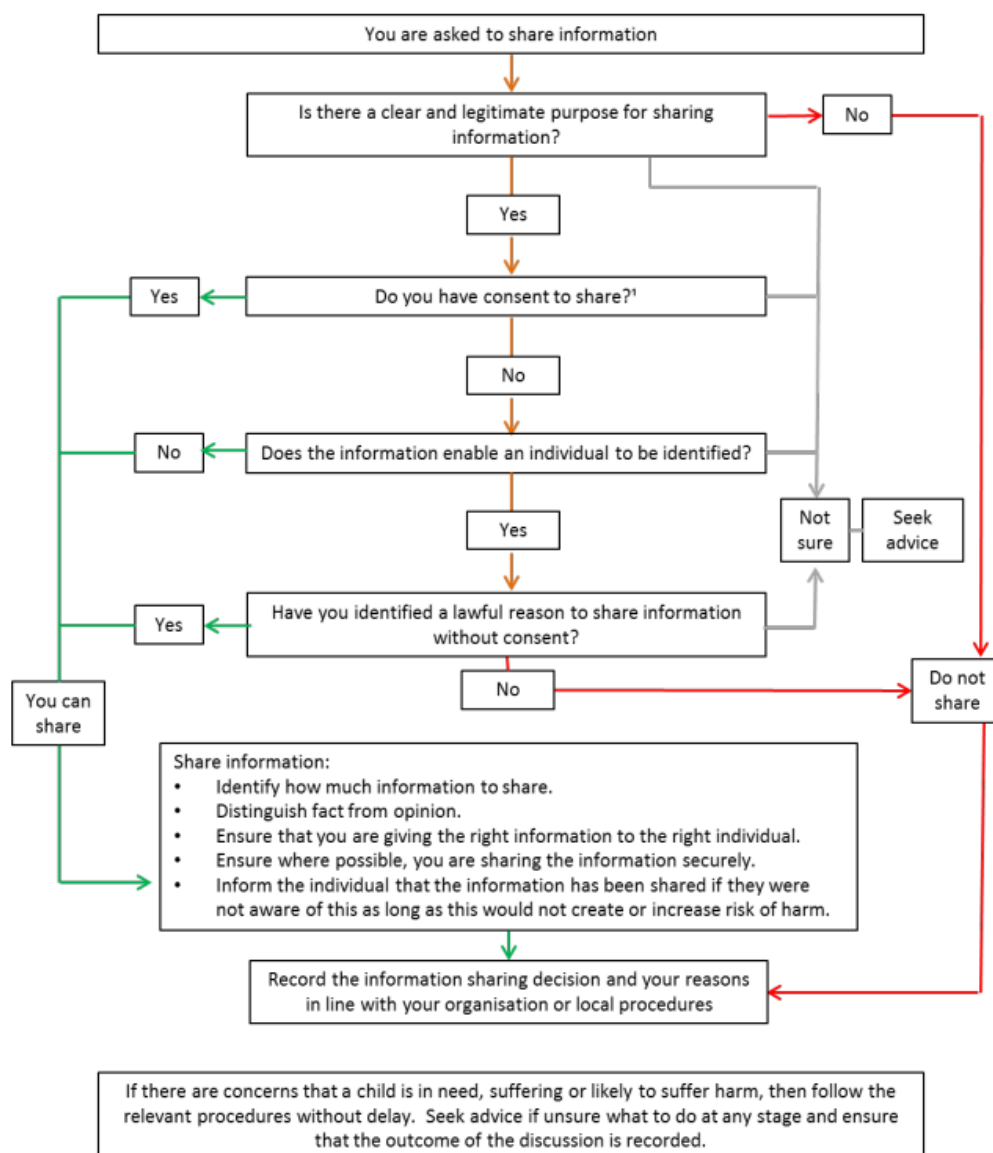 You are asked to share information
Is there a clear and legitimate purpose for sharing
information?
No
Yes
Yes
Do you have consent to share?¹
No
No
Does the information enable an individual to be identified?
Yes
Not
sure
Seek
advice
Yes
Have you identified a lawful reason to share information
without consent?
No
Do not
share
You can
share
Share information:
• Identify how much information to share.
• Distinguish fact from opinion.
• Ensure that you are giving the right information to the right individual.
• Ensure where possible, you are sharing the information securely.
• Inform the individual that the information has been shared if they were
not aware of this as long as this would not create or increase risk of harm.
Record the information sharing decision and your reasons
in line with your organisation or local procedures
If there are concerns that a child is in need, suffering or likely to suffer harm, then follow the
relevant procedures without delay. Seek advice if unsure what to do at any stage and ensure
that the outcome of the discussion is recorded.